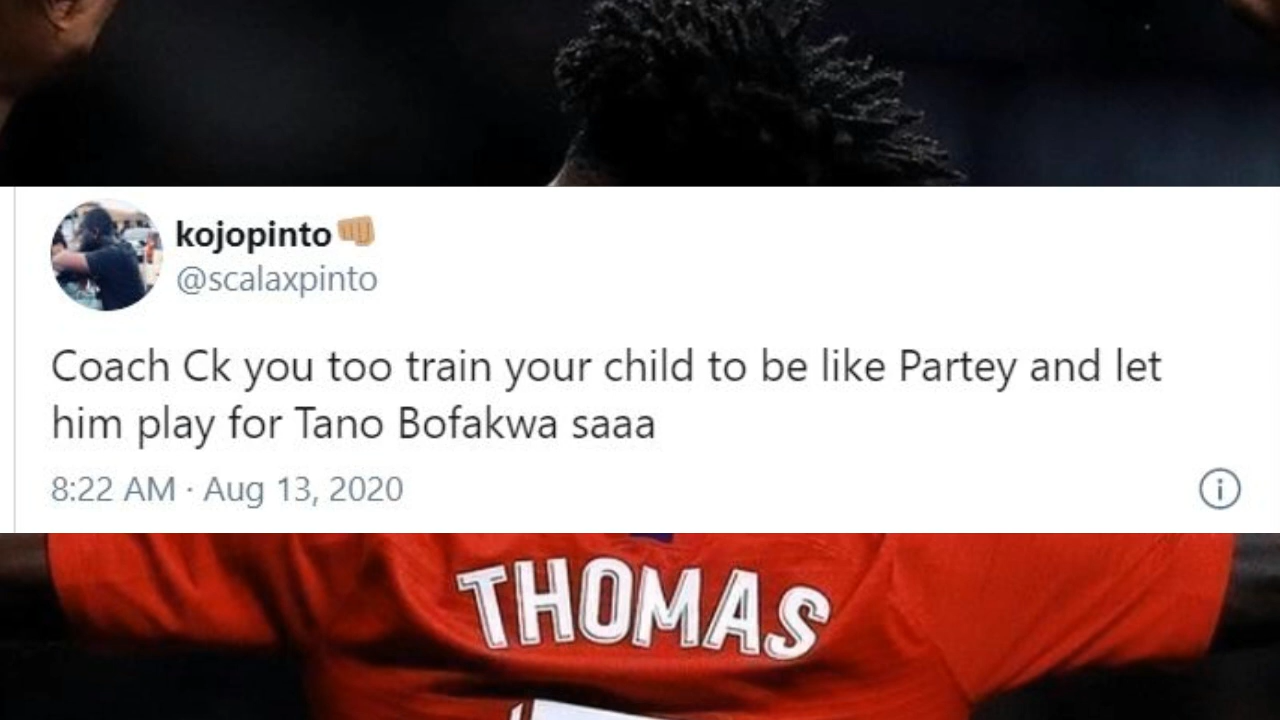 kojopinto👊🏽
@scalaxpinto
Coach Ck you too train your child to be like Partey and let
him play for Tano Bofakwa saaa
8:22 AM · Aug 13, 2020
THOMAS